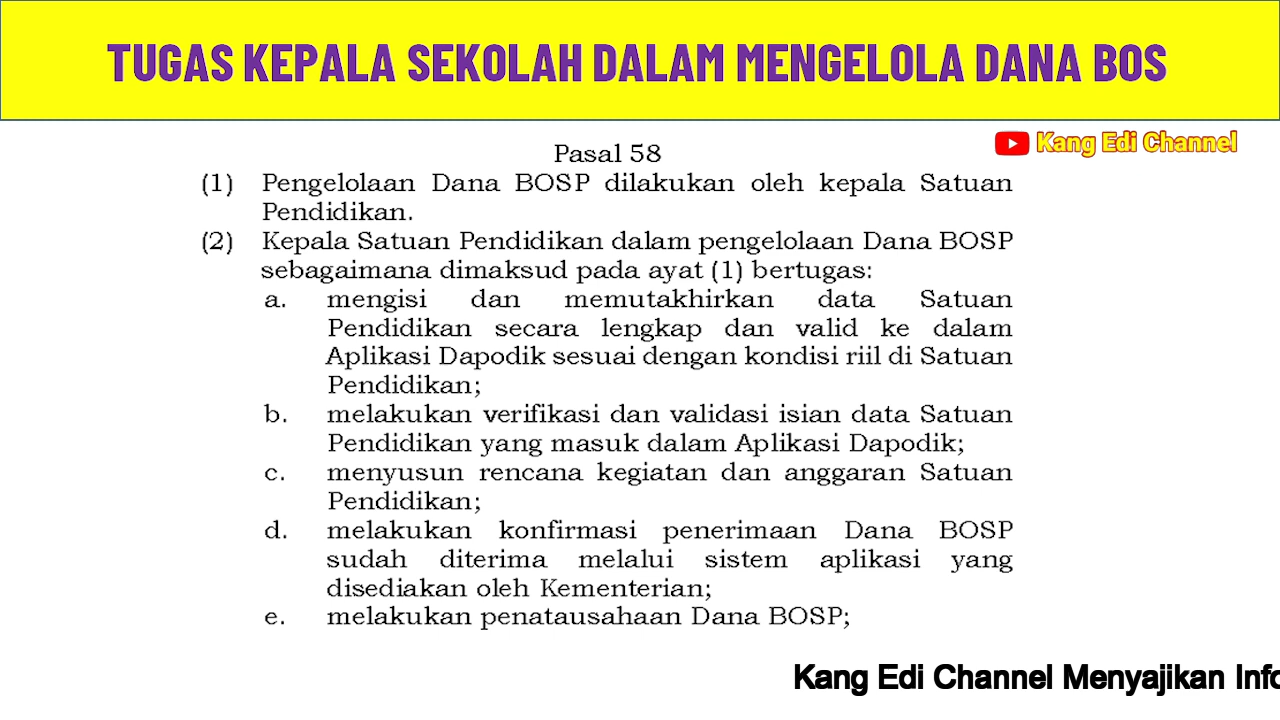 TUGAS KEPALA SEKOLAH DALAM MENGELOLA DANA BOS
Kang Edi Channel
Pasal 58
(1) Pengelolaan Dana BOSP dilakukan oleh kepala Satuan
Pendidikan.
(2) Kepala Satuan Pendidikan dalam pengelolaan Dana BOSP
sebagaimana dimaksud pada ayat (1) bertugas:
a. mengisi dan memutakhirkan data Satuan
Pendidikan secara lengkap dan valid ke dalam
Aplikasi Dapodik sesuai dengan kondisi riil di Satuan
Pendidikan;
b. melakukan verifikasi dan validasi isian data Satuan
Pendidikan yang masuk dalam Aplikasi Dapodik;
c. menyusun rencana kegiatan dan anggaran Satuan
Pendidikan;
d. melakukan konfirmasi penerimaan Dana BOSP
sudah diterima melalui sistem aplikasi yang
disediakan oleh Kementerian;
e. melakukan penatausahaan Dana BOSP;
Kang Edi Channel Menyajikan Info